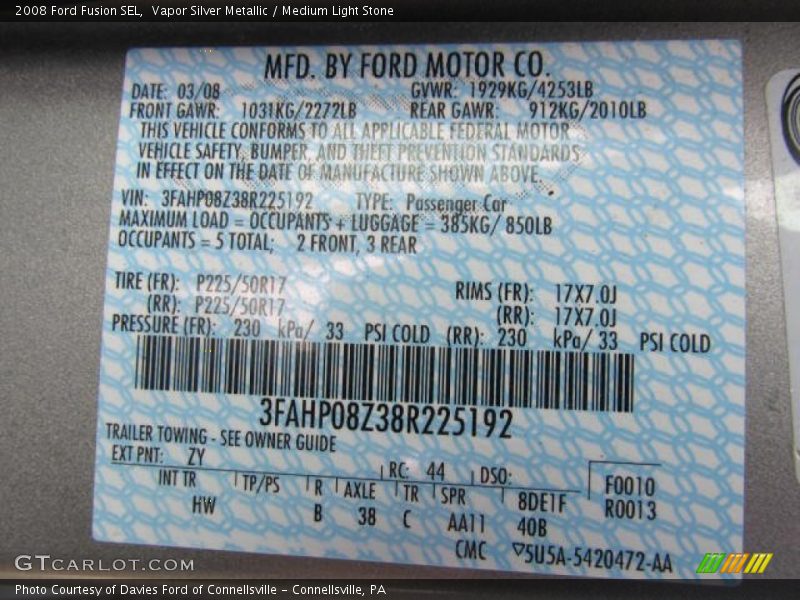 2008 Ford Fusion SEL,  Vapor Silver Metallic / Medium Light Stone
MFD. BY FORD MOTOR CO.
DATE: 03/08 GVWR: 1929KG/4253LB
FRONT GAWR: 1031KG/2272LB REAR GAWR: 912KG/2010LB
THIS VEHICLE CONFORMS TO ALL APPLICABLE FEDERAL MOTOR
VEHICLE SAFETY, BUMPER, AND THEFT PREVENTION STANDARDS
IN EFFECT ON THE DATE OF MANUFACTURE SHOWN ABOVE.
VIN: 3FAHP08Z38R225192 TYPE: Passenger Car
MAXIMUM LOAD = OCCUPANTS + LUGGAGE = 385KG/ 850LB
OCCUPANTS = 5 TOTAL; 2 FRONT, 3 REAR
TIRE (FR): P225/50R17 RIMS (FR): 17X7.0J
(RR): P225/50R17 (RR): 17X7.0J
PRESSURE (FR): 230 kPa/ 33 PSI COLD (RR): 230 kPa/ 33 PSI COLD
3FAHP08Z38R225192
TRAILER TOWING - SEE OWNER GUIDE
EXT PNT: ZY RC: 44 DSO: F0010
INT TR TP/PS R AXLE TR SPR 8DE1F R0013
HW B 38 C AA11 40B
CMC ▽5U5A-5420472-AA
GTCARLOT.COM
Photo Courtesy of Davies Ford of Connellsville – Connellsville, PA